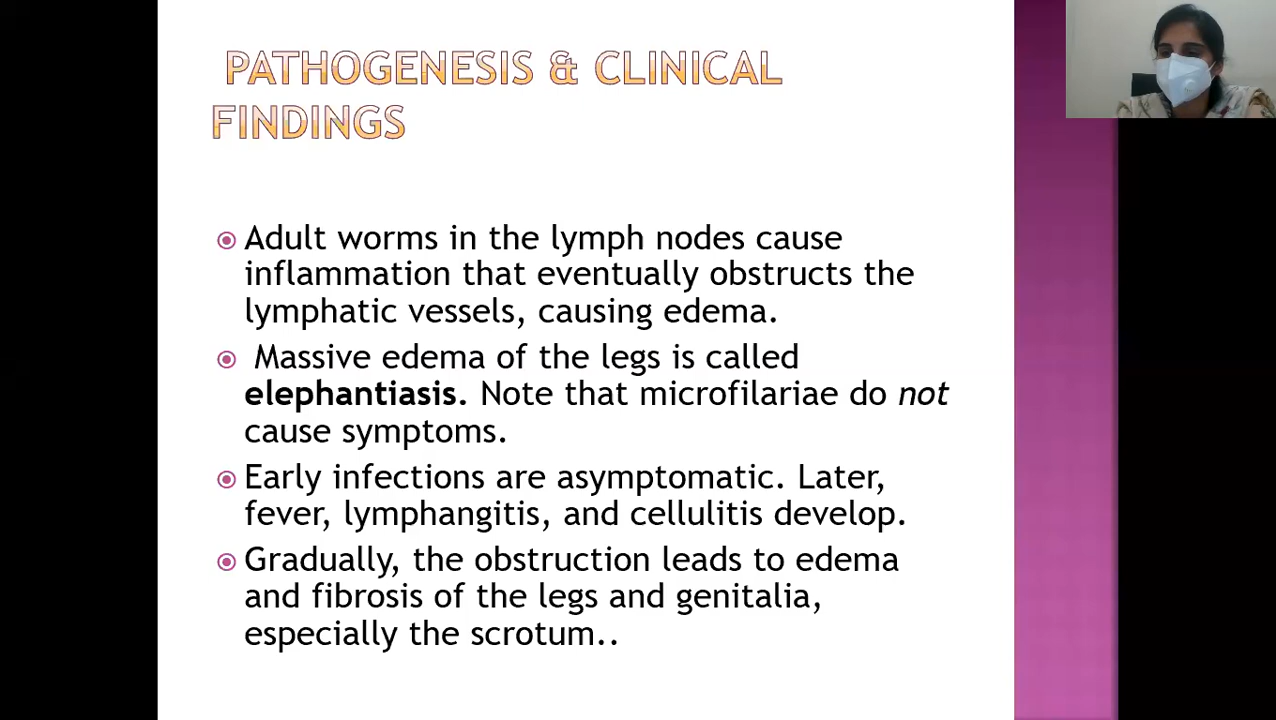 PATHOGENESIS & CLINICAL
FINDINGS
Adult worms in the lymph nodes cause
inflammation that eventually obstructs the
lymphatic vessels, causing edema.
Massive edema of the legs is called
elephantiasis. Note that microfilariae do not
cause symptoms.
Early infections are asymptomatic. Later,
fever, lymphangitis, and cellulitis develop.
Gradually, the obstruction leads to edema
and fibrosis of the legs and genitalia,
especially the scrotum..